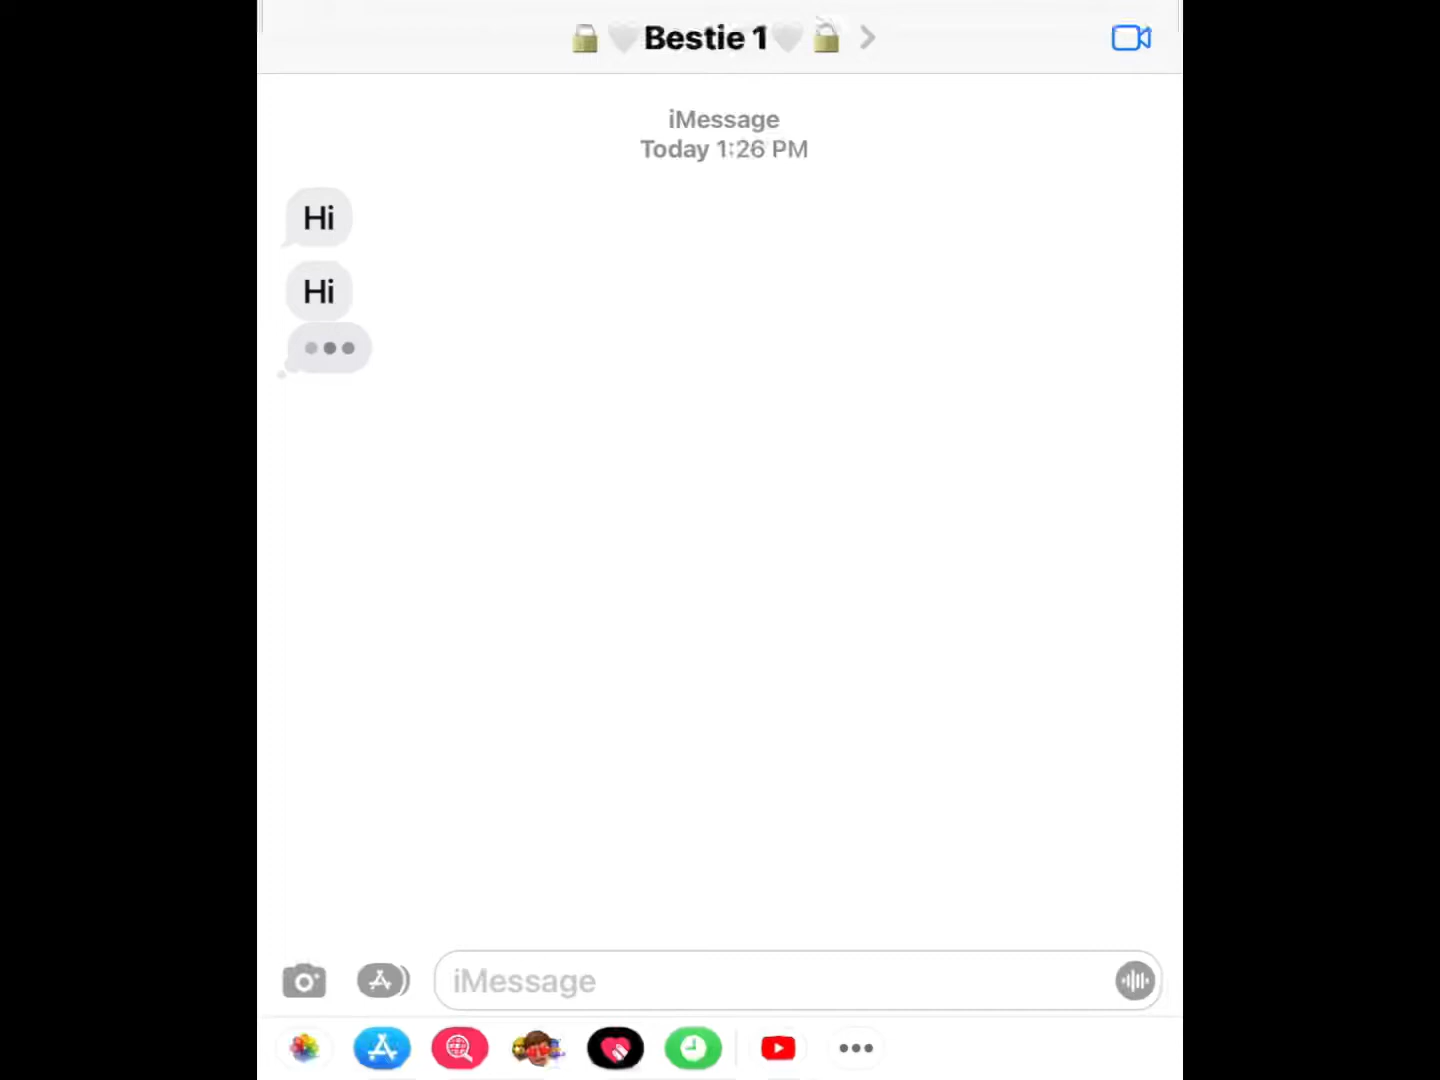 🔒 🤍Bestie 1🤍 🔓
iMessage
Today 1:26 PM
Hi
Hi
iMessage